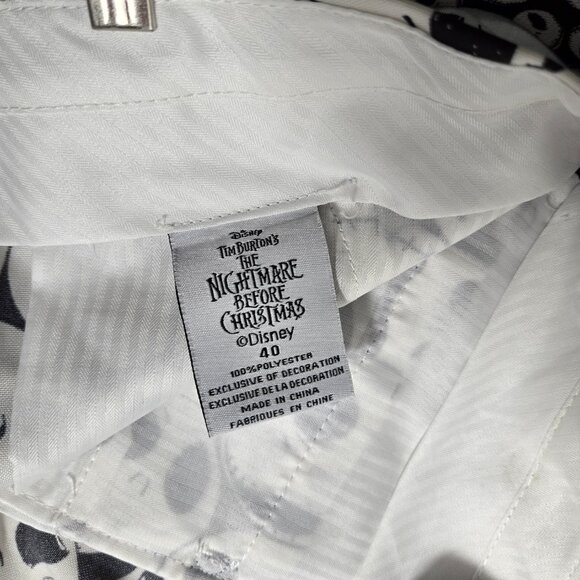 Disney
TIM BURTON'S
THE
NIGHTMARE
BEFORE
CHRISTMAS
©Disney
40
100%POLYESTER
EXCLUSIVE OF DECORATION
EXCLUSIVE DE LA DECORATION
MADE IN CHINA
FABRIQUES EN CHINE